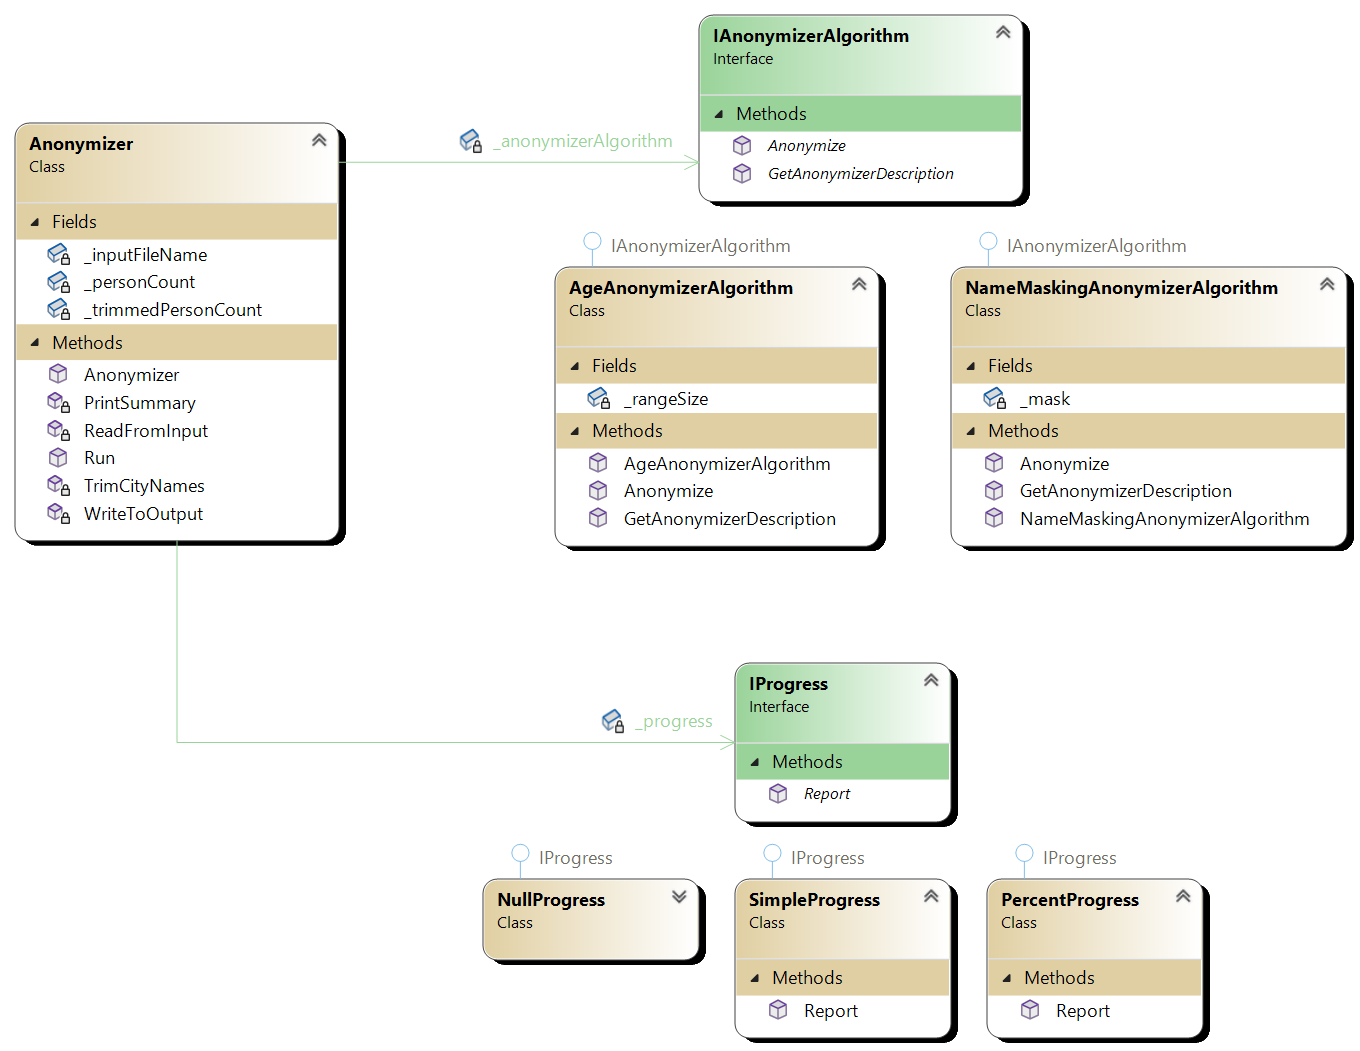 IAnonymizerAlgorithm
Interface
Methods
Anonymize
GetAnonymizerDescription
_anonymizerAlgorithm
Anonymizer
Class
Fields
_inputFileName
_personCount
_trimmedPersonCount
Methods
Anonymizer
PrintSummary
ReadFromInput
Run
TrimCityNames
WriteToOutput
IAnonymizerAlgorithm
AgeAnonymizerAlgorithm
Class
Fields
_rangeSize
Methods
AgeAnonymizerAlgorithm
Anonymize
GetAnonymizerDescription
IAnonymizerAlgorithm
NameMaskingAnonymizerAlgorithm
Class
Fields
_mask
Methods
Anonymize
GetAnonymizerDescription
NameMaskingAnonymizerAlgorithm
_progress
IProgress
Interface
Methods
Report
IProgress
NullProgress
Class
IProgress
SimpleProgress
Class
Methods
Report
IProgress
PercentProgress
Class
Methods
Report